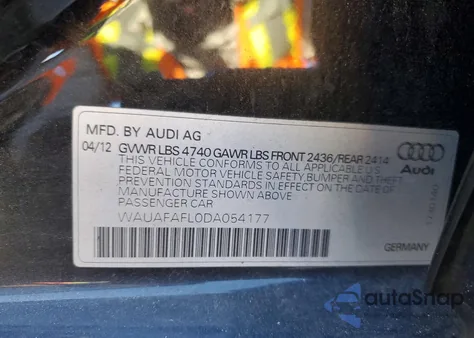 MFD. BY AUDI AG
04/12 GVWR LBS 4740 GAWR LBS FRONT 2436/REAR 2414
THIS VEHICLE CONFORMS TO ALL APPLICABLE U.S.
FEDERAL MOTOR VEHICLE SAFETY,BUMPER AND THEFT
PREVENTION STANDARDS IN EFFECT ON THE DATE OF
MANUFACTURE SHOWN ABOVE
PASSENGER CAR
WAUAFAFL0DA054177
Audi
GERMANY
autoSnap